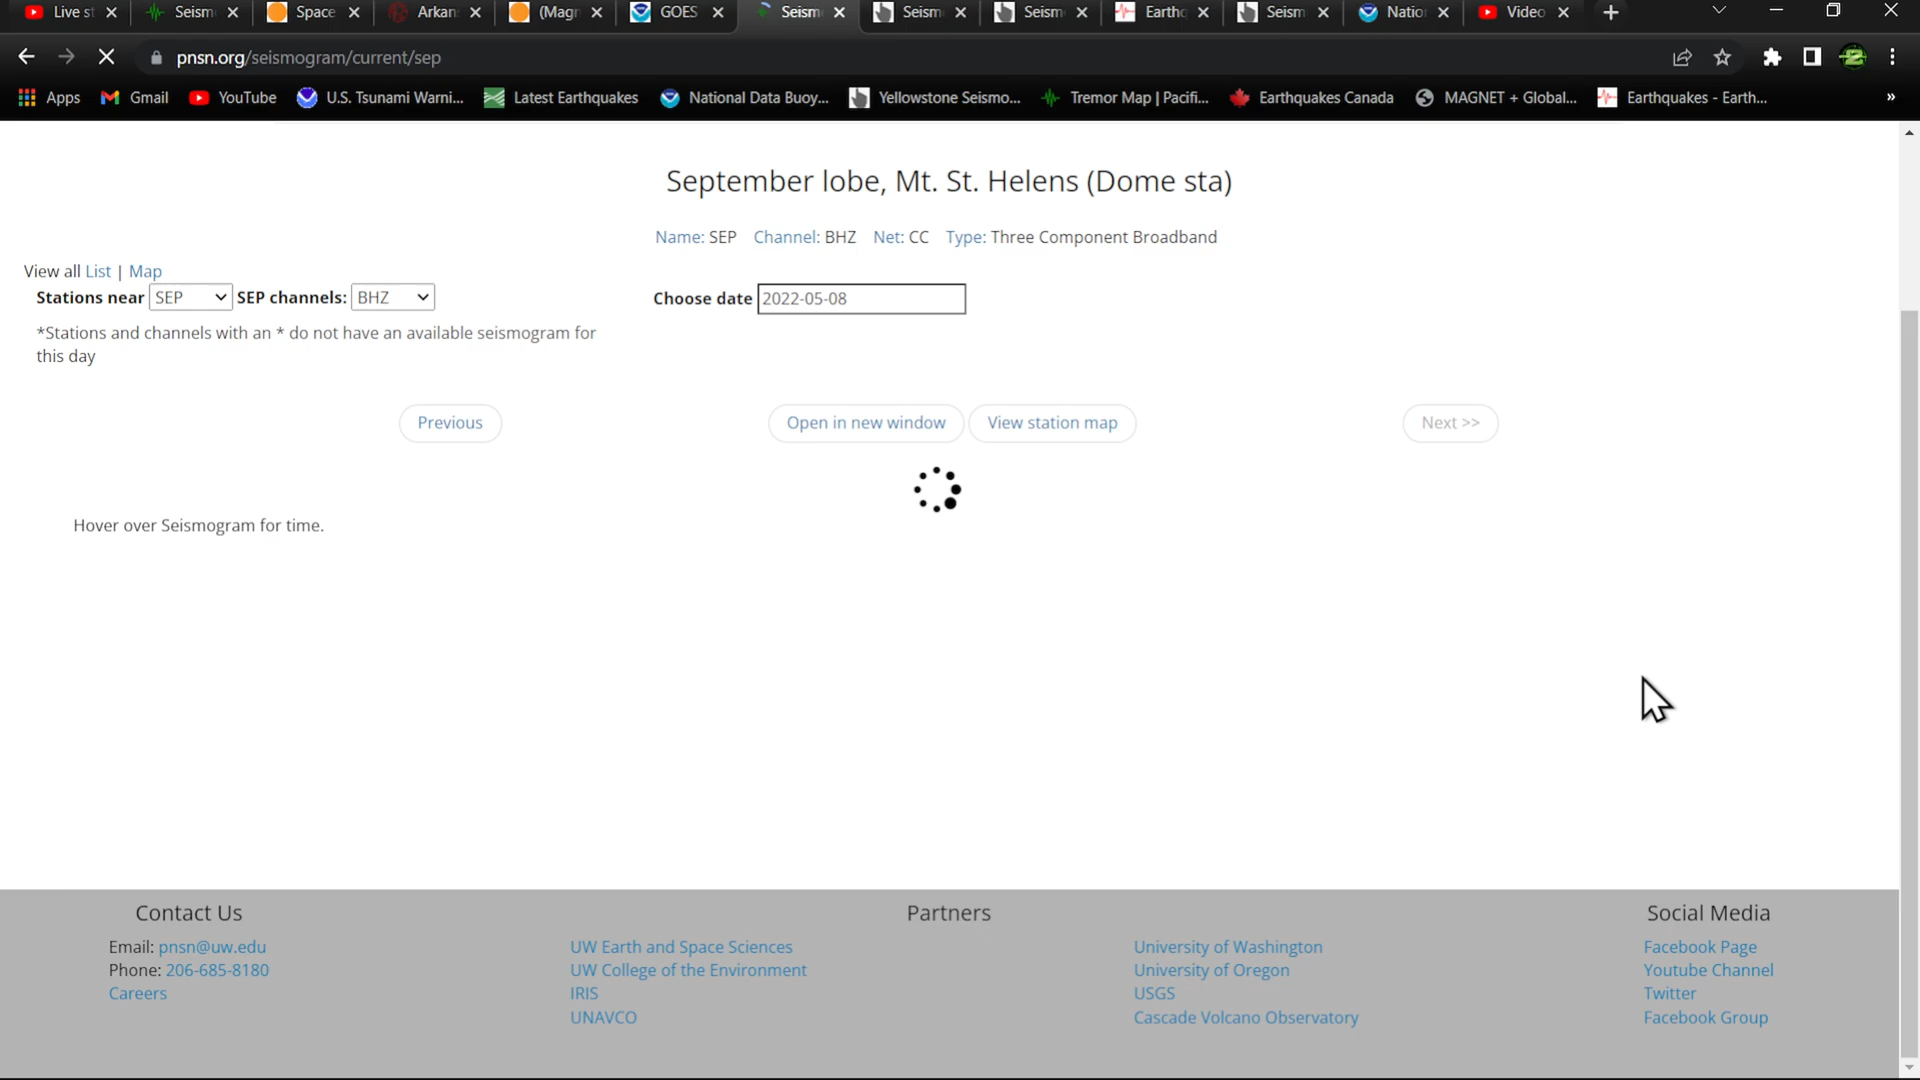 Live st
Seism
Space
Arkan
(Magn
GOES
Seism
Seism
Seism
Earthq
Seism
Natio
Video
pnsn.org/seismogram/current/sep
Apps
Gmail
YouTube
U.S. Tsunami Warni...
Latest Earthquakes
National Data Buoy...
Yellowstone Seismo...
Tremor Map | Pacifi...
Earthquakes Canada
MAGNET + Global...
Earthquakes - Earth...
»
September lobe, Mt. St. Helens (Dome sta)
Name: SEP Channel: BHZ Net: CC Type: Three Component Broadband
View all List | Map
Stations near SEP SEP channels: BHZ
Choose date 2022-05-08
*Stations and channels with an * do not have an available seismogram for
this day
Previous
Open in new window
View station map
Next >>
Hover over Seismogram for time.
Contact Us
Email: pnsn@uw.edu
Phone: 206-685-8180
Careers
Partners
UW Earth and Space Sciences
UW College of the Environment
IRIS
UNAVCO
University of Washington
University of Oregon
USGS
Cascade Volcano Observatory
Social Media
Facebook Page
Youtube Channel
Twitter
Facebook Group